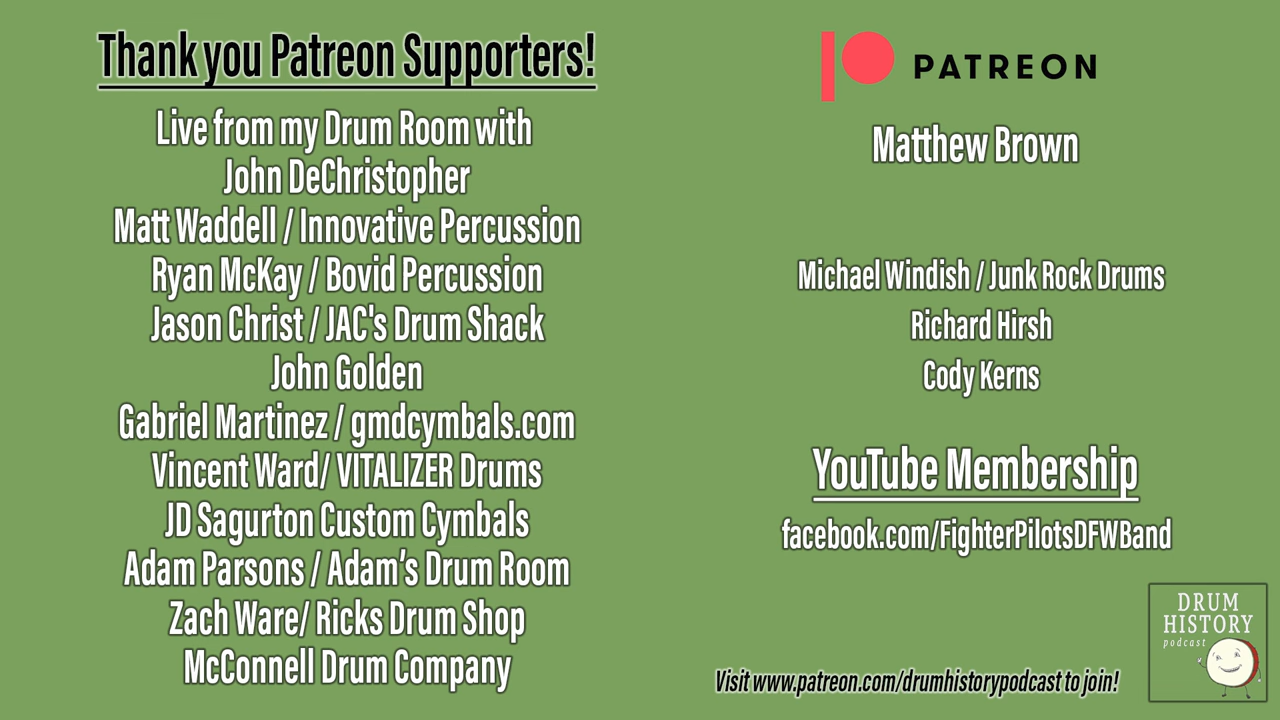 Thank you Patreon Supporters!
Live from my Drum Room with
John DeChristopher
Matt Waddell / Innovative Percussion
Ryan McKay / Bovid Percussion
Jason Christ / JAC's Drum Shack
John Golden
Gabriel Martinez / gmdcymbals.com
Vincent Ward/ VITALIZER Drums
JD Sagurton Custom Cymbals
Adam Parsons / Adam’s Drum Room
Zach Ware/ Ricks Drum Shop
McConnell Drum Company
PATREON
Matthew Brown
Michael Windish / Junk Rock Drums
Richard Hirsh
Cody Kerns
YouTube Membership
facebook.com/FighterPilotsDFWBand
Visit www.patreon.com/drumhistorypodcast to join!
DRUM
HISTORY
podcast